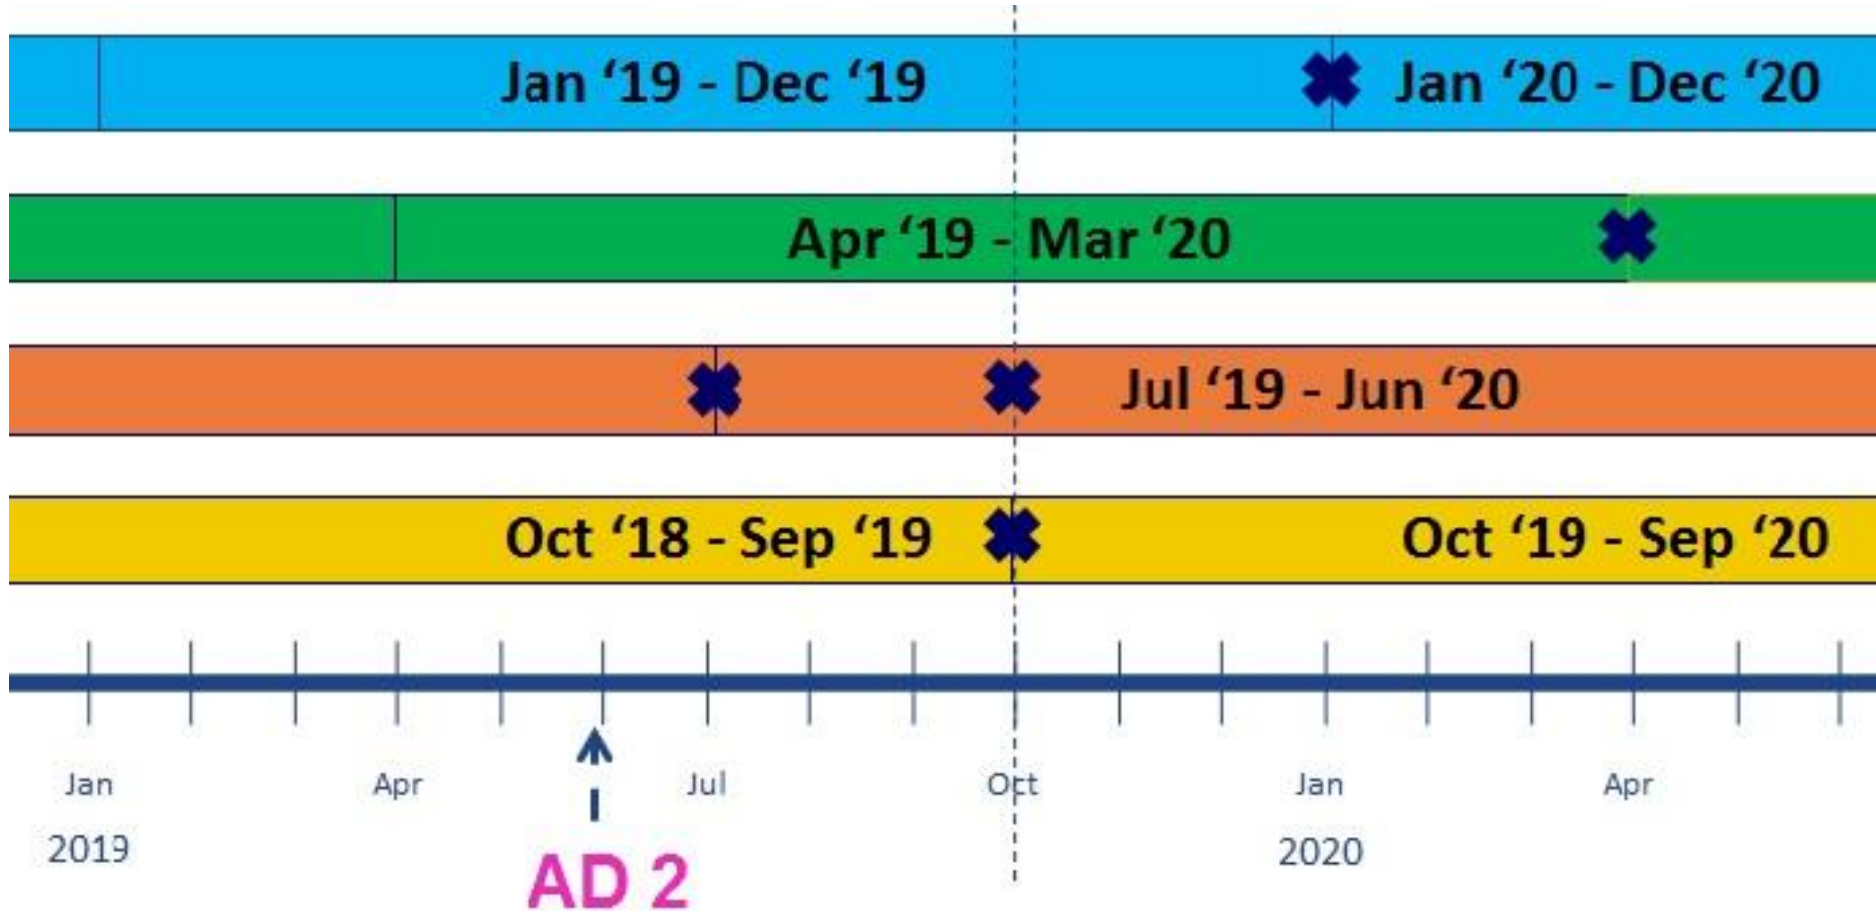 Jan ‘19 - Dec ‘19 Jan ‘20 - Dec ‘20
Apr ‘19 - Mar ‘20
Jul ‘19 - Jun ‘20
Oct ‘18 - Sep ‘19 Oct ‘19 - Sep ‘20
Jan Apr Jul Oct Jan Apr
2019 2020
AD 2